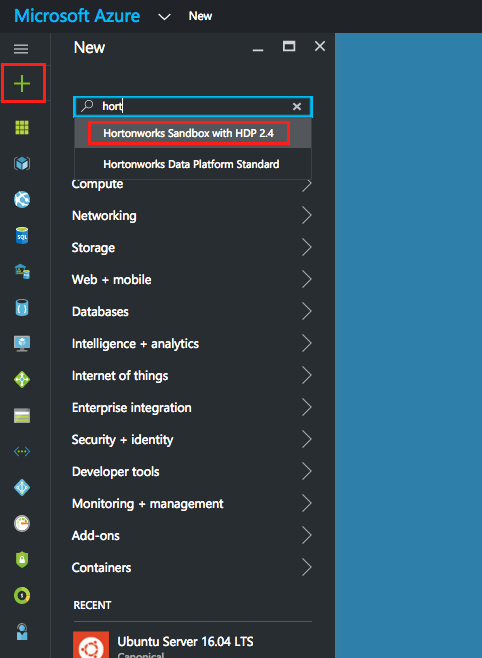 Microsoft Azure New
New
hort
Hortonworks Sandbox with HDP 2.4
Hortonworks Data Platform Standard
Compute
Networking
Storage
Web + mobile
Databases
Intelligence + analytics
Internet of things
Enterprise integration
Security + identity
Developer tools
Monitoring + management
Add-ons
Containers
RECENT
Ubuntu Server 16.04 LTS
Canonical
SQL